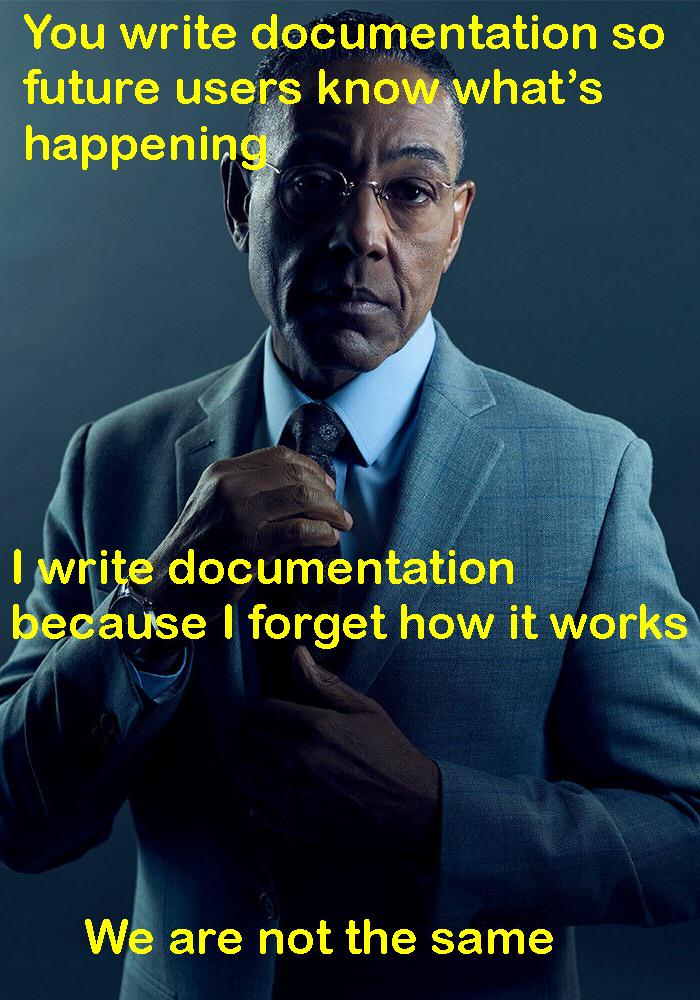 You write documentation so
future users know what’s
happening
I write documentation
because I forget how it works
We are not the same